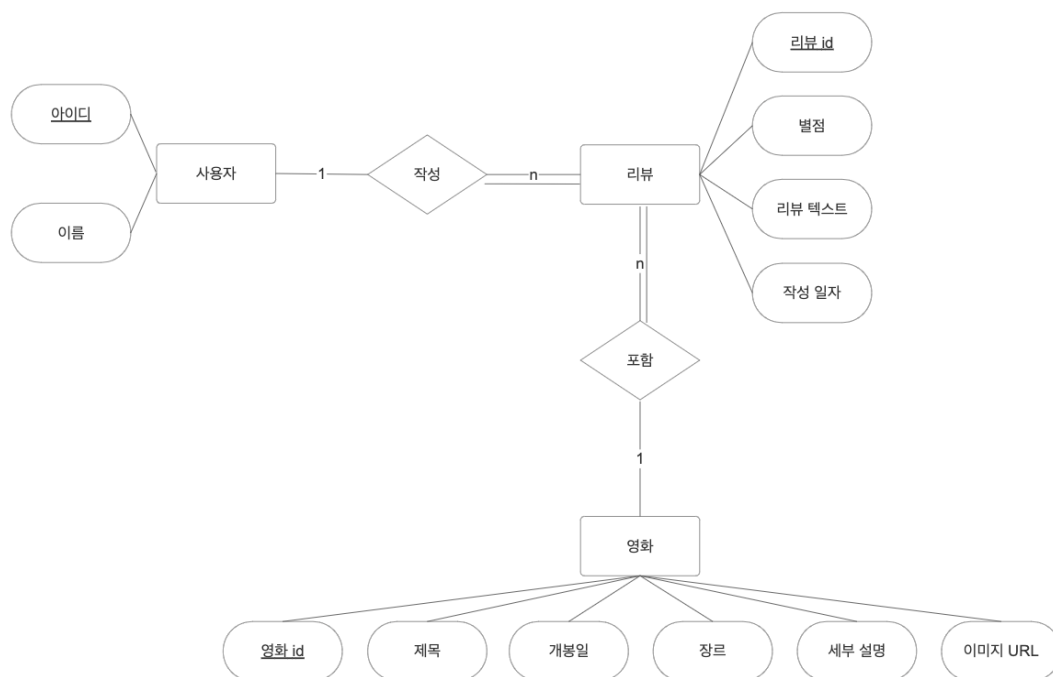 리뷰 id
아이디
별점
사용자
1
작성
n
리뷰
리뷰 텍스트
이름
n
작성 일자
포함
1
영화
영화 id
제목
개봉일
장르
세부 설명
이미지 URL